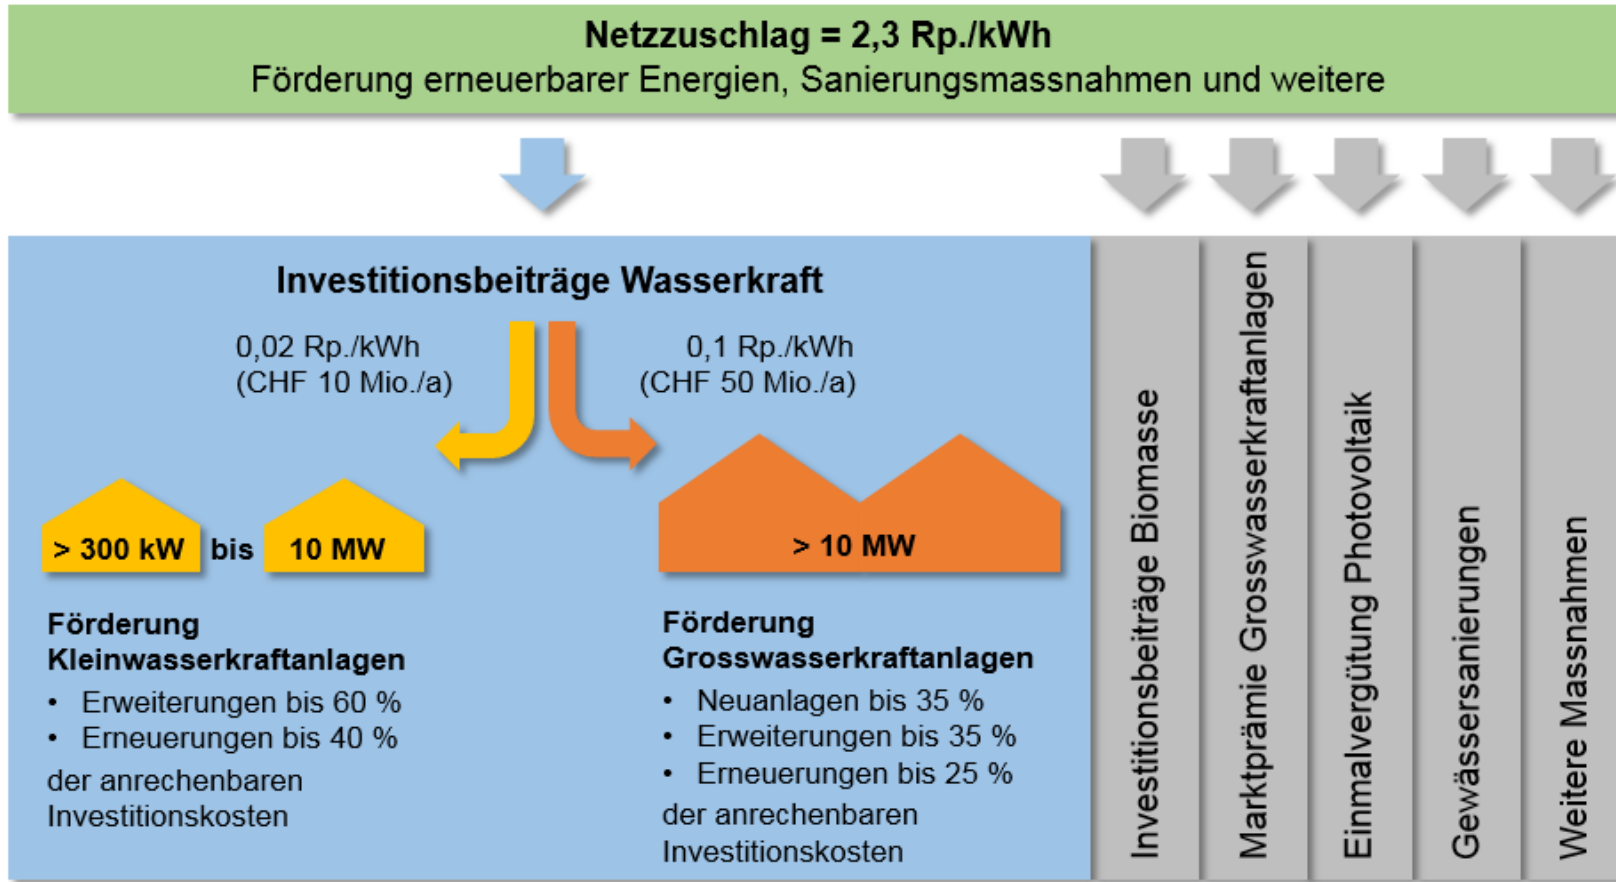 Netzzuschlag = 2,3 Rp./kWh
Förderung erneuerbarer Energien, Sanierungsmassnahmen und weitere
Investitionsbeiträge Wasserkraft
0,02 Rp./kWh
(CHF 10 Mio./a)
0,1 Rp./kWh
(CHF 50 Mio./a)
> 300 kW bis 10 MW
> 10 MW
Förderung
Kleinwasserkraftanlagen
• Erweiterungen bis 60 %
• Erneuerungen bis 40 %
der anrechenbaren
Investitionskosten
Förderung
Grosswasserkraftanlagen
• Neuanlagen bis 35 %
• Erweiterungen bis 35 %
• Erneuerungen bis 25 %
der anrechenbaren
Investitionskosten
Investitionsbeiträge Biomasse
Marktprämie Grosswasserkraftanlagen
Einmalvergütung Photovoltaik
Gewässersanierungen
Weitere Massnahmen